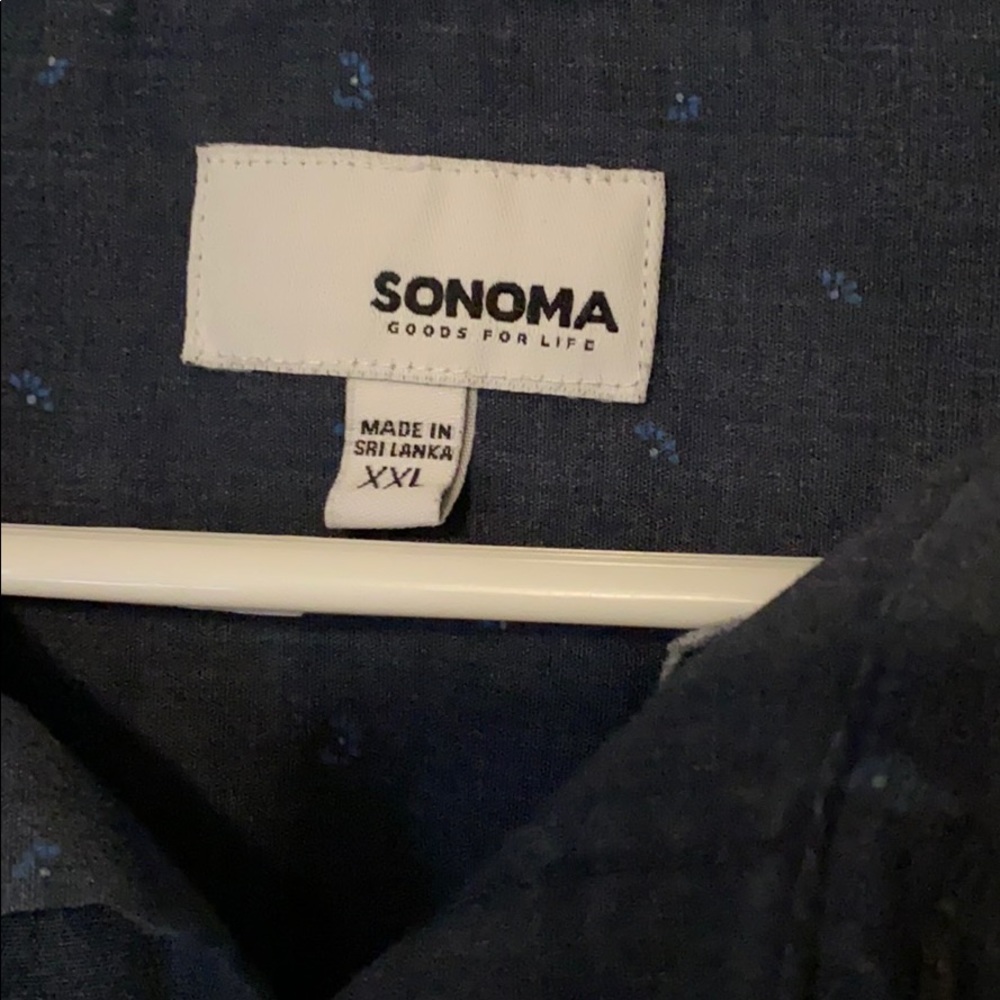 SONOMA
GOODS FOR LIFE
MADE IN
SRI LANKA
XXL